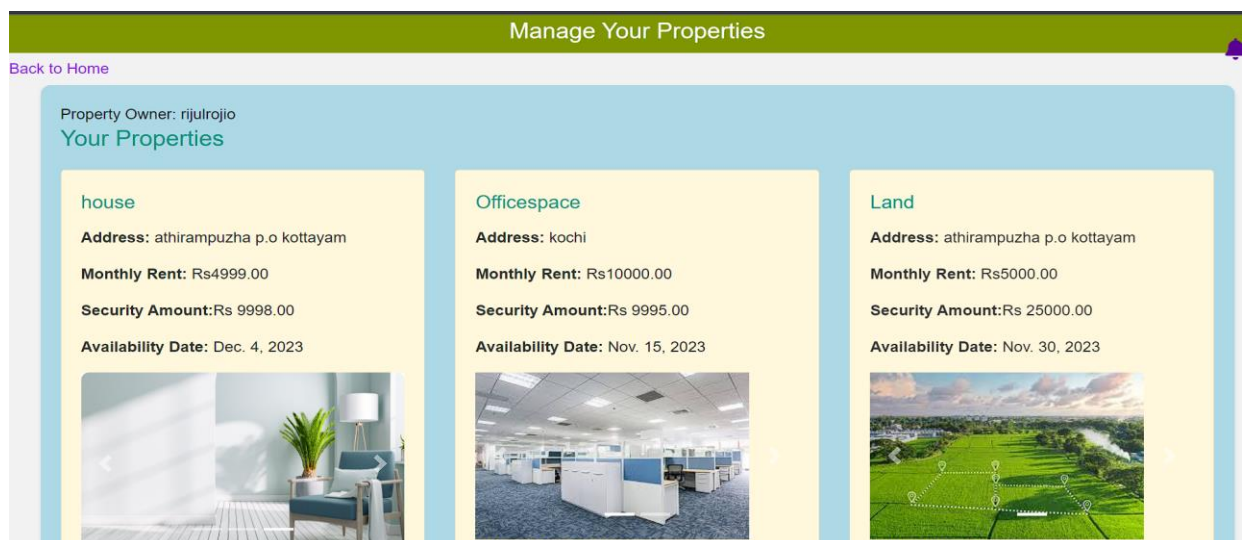 Manage Your Properties
Back to Home
Property Owner: rijulrojio
Your Properties
house
Address: athirampuzha p.o kottayam
Monthly Rent: Rs4999.00
Security Amount:Rs 9998.00
Availability Date: Dec. 4, 2023
Officespace
Address: kochi
Monthly Rent: Rs10000.00
Security Amount:Rs 9995.00
Availability Date: Nov. 15, 2023
Land
Address: athirampuzha p.o kottayam
Monthly Rent: Rs5000.00
Security Amount:Rs 25000.00
Availability Date: Nov. 30, 2023